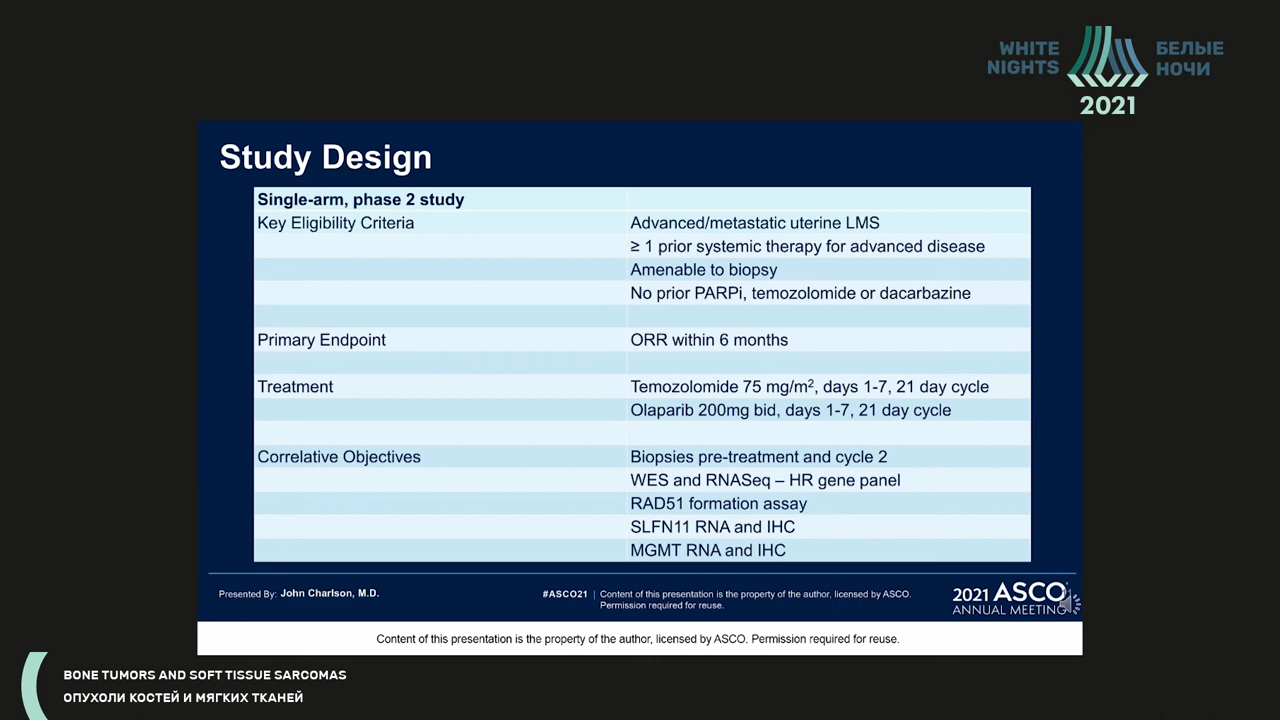 WHITE NIGHTS
БЕЛЫЕ НОЧИ
2021
Study Design
Single-arm, phase 2 study
Key Eligibility Criteria
Advanced/metastatic uterine LMS
≥ 1 prior systemic therapy for advanced disease
Amenable to biopsy
No prior PARPi, temozolomide or dacarbazine
Primary Endpoint
ORR within 6 months
Treatment
Temozolomide 75 mg/m², days 1-7, 21 day cycle
Olaparib 200mg bid, days 1-7, 21 day cycle
Correlative Objectives
Biopsies pre-treatment and cycle 2
WES and RNASeq – HR gene panel
RAD51 formation assay
SLFN11 RNA and IHC
MGMT RNA and IHC
Presented By: John Charlson, M.D.
#ASCO21
Content of this presentation is the property of the author, licensed by ASCO.
Permission required for reuse.
2021 ASCO
ANNUAL MEETING
Content of this presentation is the property of the author, licensed by ASCO. Permission required for reuse.
BONE TUMORS AND SOFT TISSUE SARCOMAS
ОПУХОЛИ КОСТЕЙ И МЯГКИХ ТКАНЕЙ